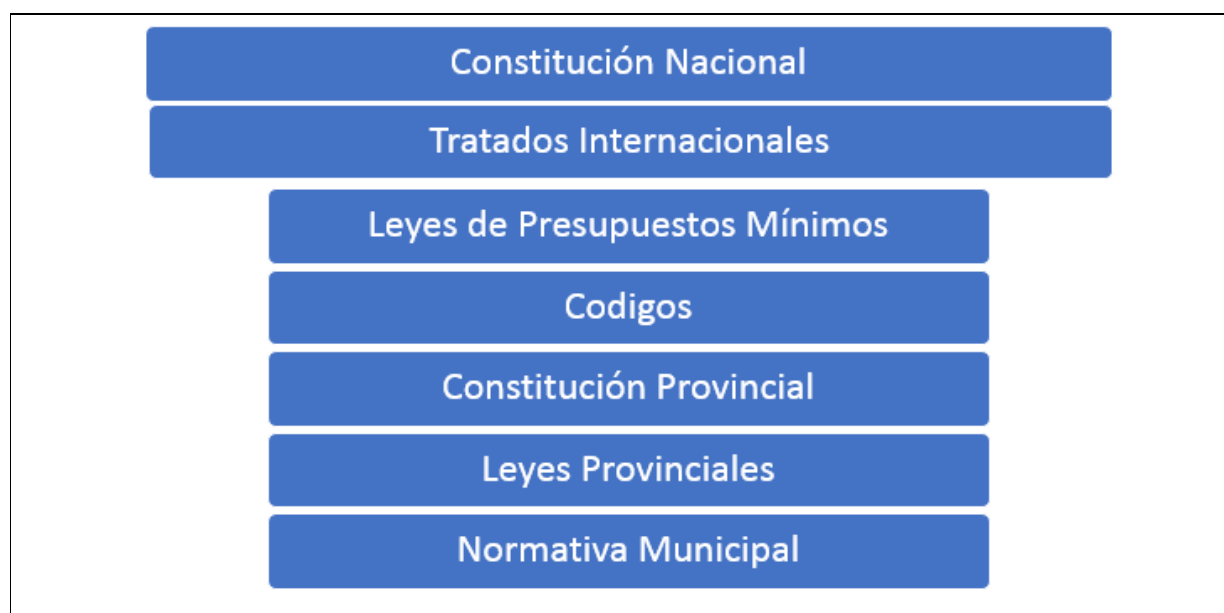 Constitución Nacional
Tratados Internacionales
Leyes de Presupuestos Mínimos
Codigos
Constitución Provincial
Leyes Provinciales
Normativa Municipal